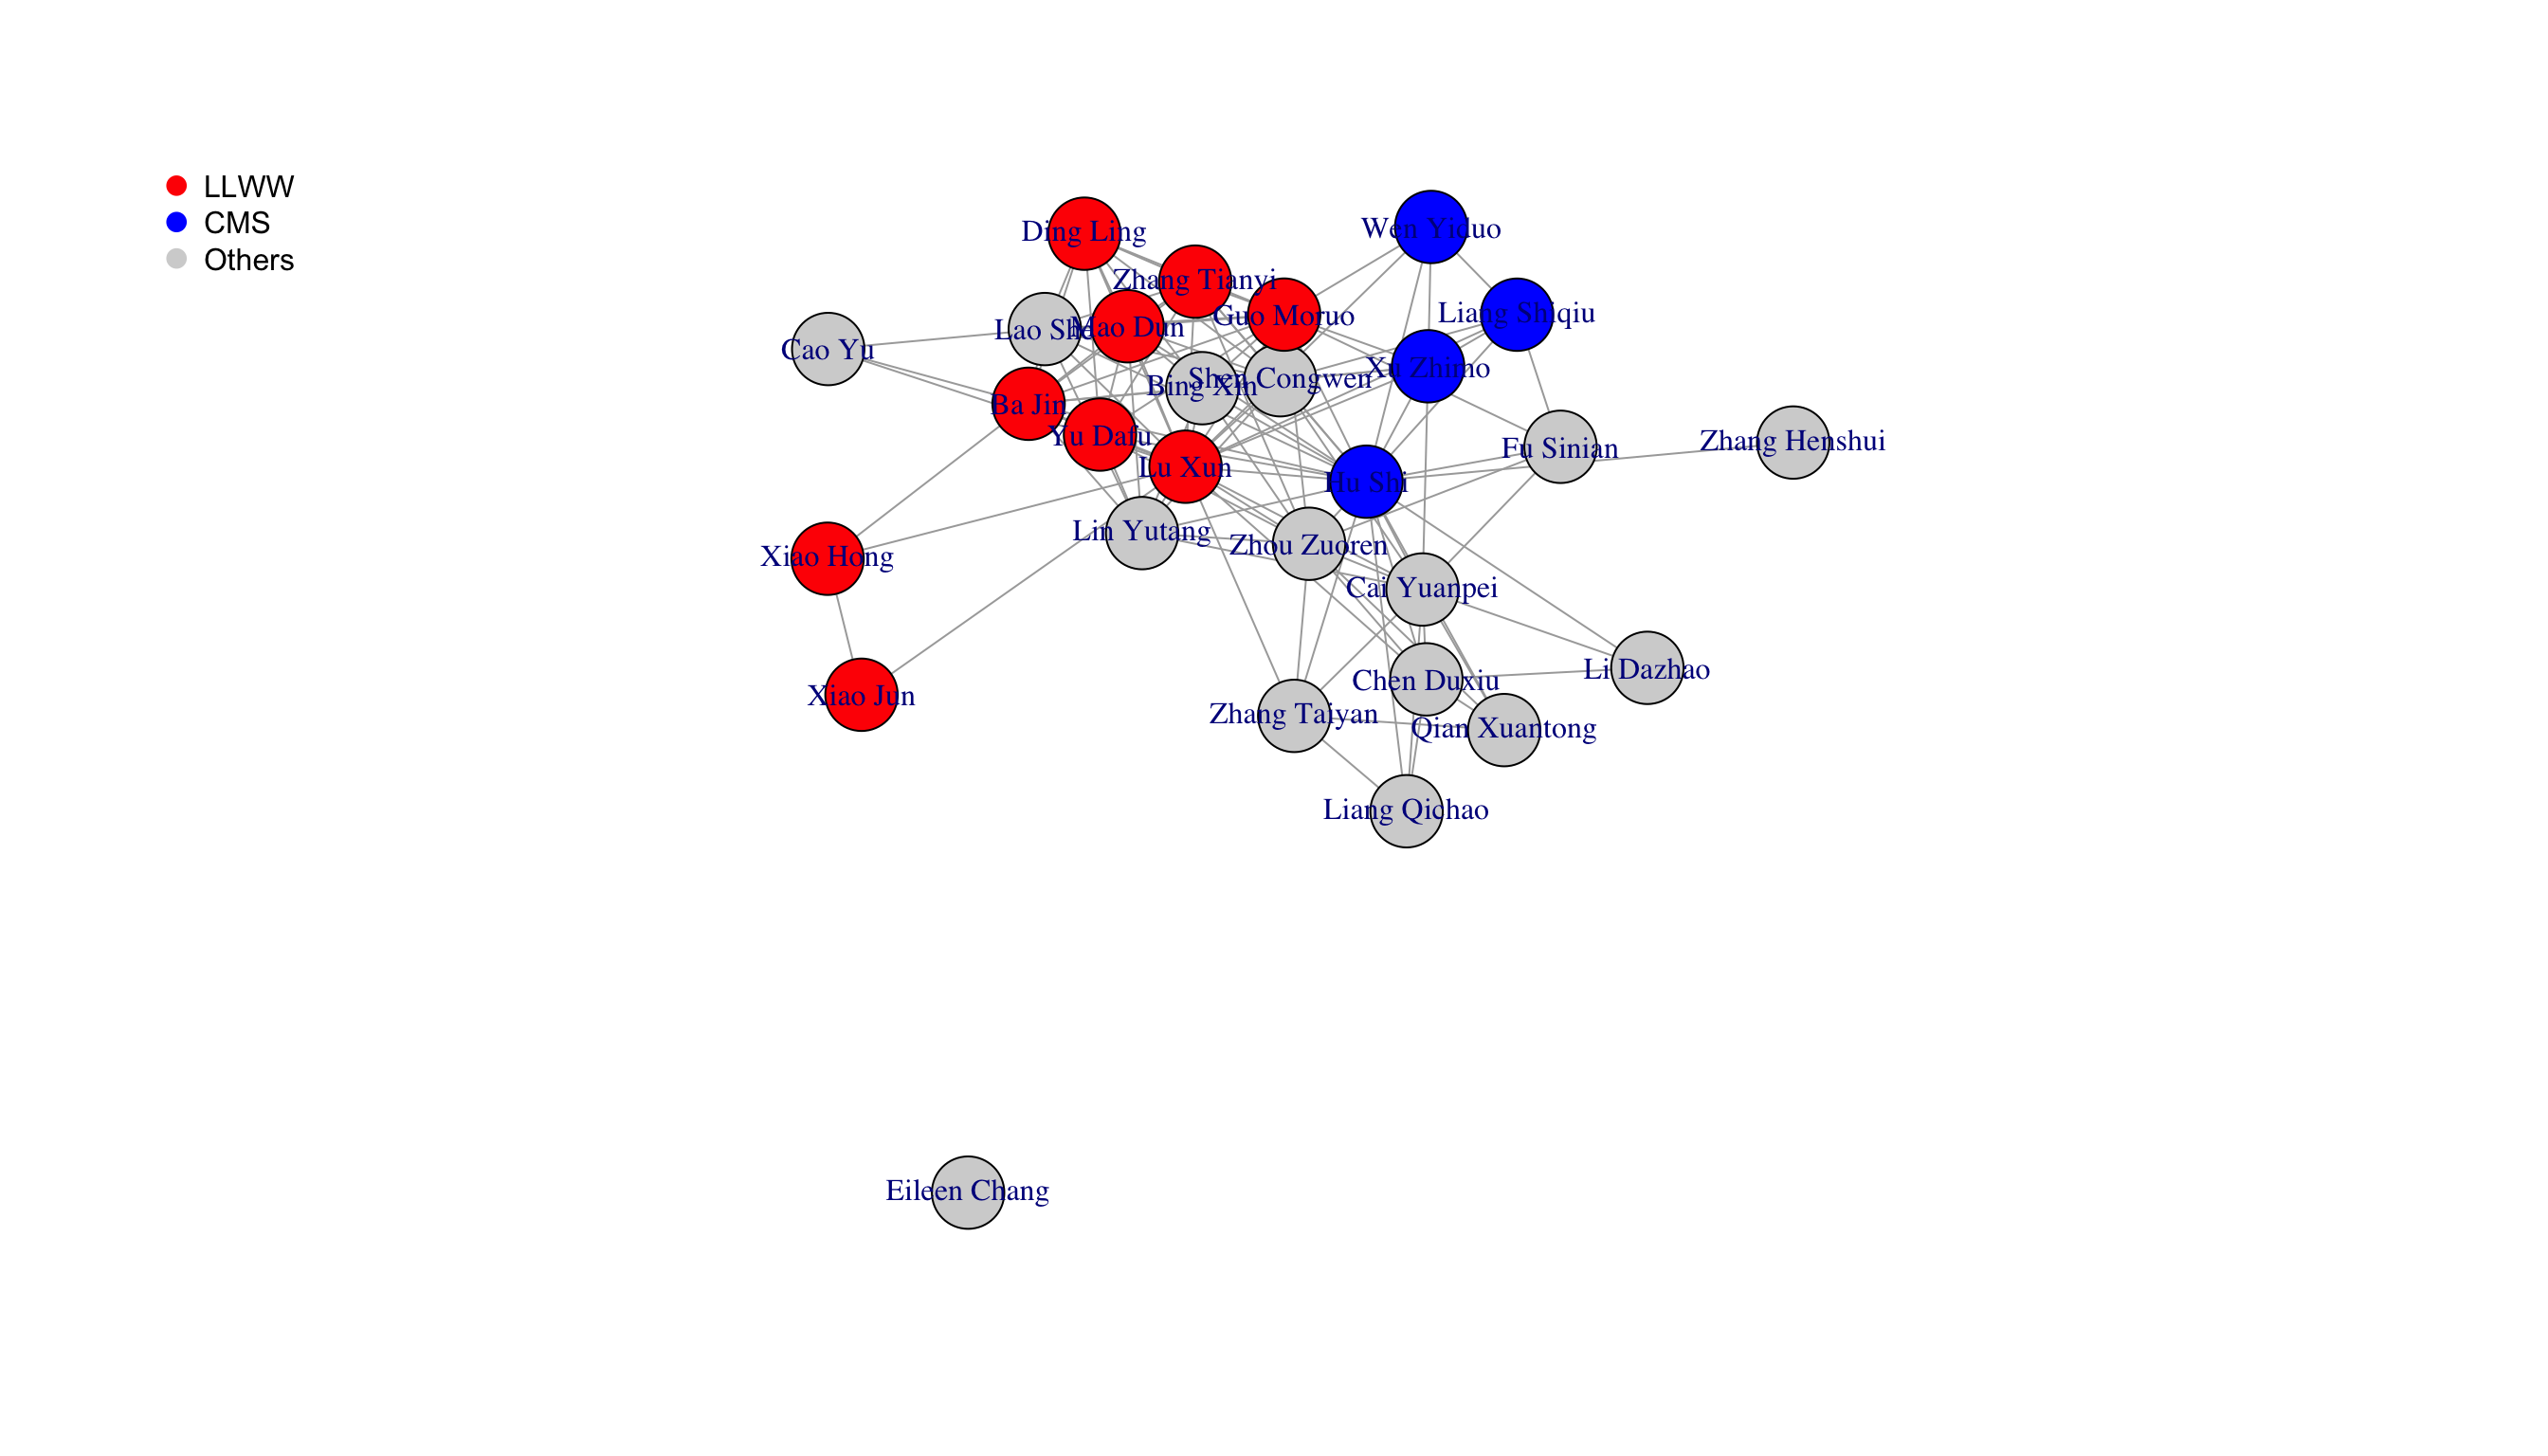 LLWW
CMS
Others
Ding Ling
Wen Yiduo
Zhang Tianyi
Liang Shiqiu
Guo Moruo
Lao She
Mao Dun
Cao Yu
Xu Zhimo
Shen Congwen
Bing Xin
Ba Jin
Yu Dafu
Zhang Henshui
Fu Sinian
Lu Xun
Hu Shi
Lin Yutang
Zhou Zuoren
Xiao Hong
Cai Yuanpei
Li Dazhao
Chen Duxiu
Xiao Jun
Zhang Taiyan
Qian Xuantong
Liang Qichao
Eileen Chang